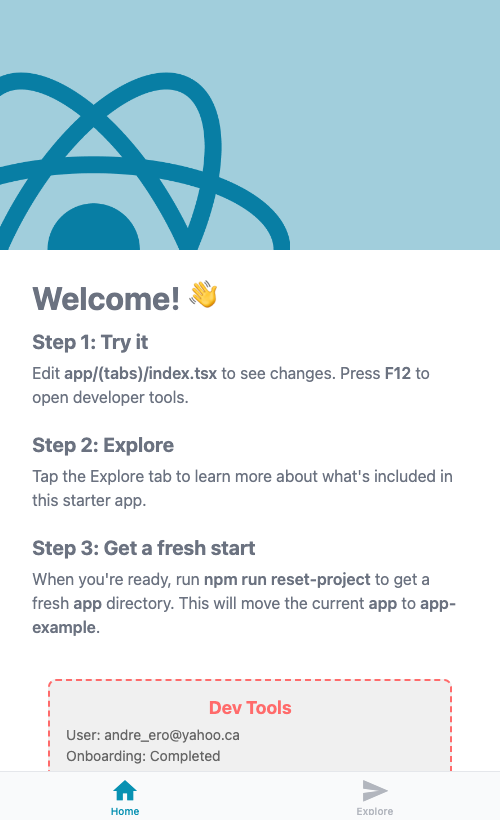 Welcome! 👋
Step 1: Try it
Edit app/(tabs)/index.tsx to see changes. Press F12 to
open developer tools.
Step 2: Explore
Tap the Explore tab to learn more about what's included in
this starter app.
Step 3: Get a fresh start
When you're ready, run npm run reset-project to get a
fresh app directory. This will move the current app to app-
example.
Dev Tools
User: andre_ero@yahoo.ca
Onboarding: Completed
Home
Explore